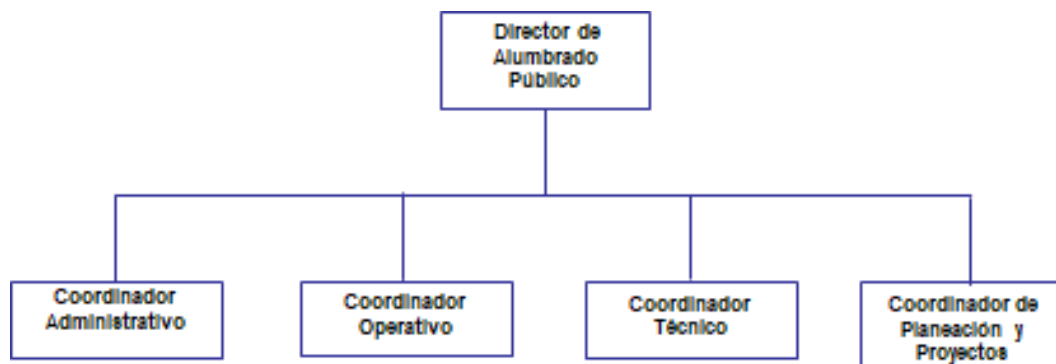 Director de
Alumbrado
Público
Coordinador
Administrativo
Coordinador
Operativo
Coordinador
Técnico
Coordinador de
Planeación y
Proyectos